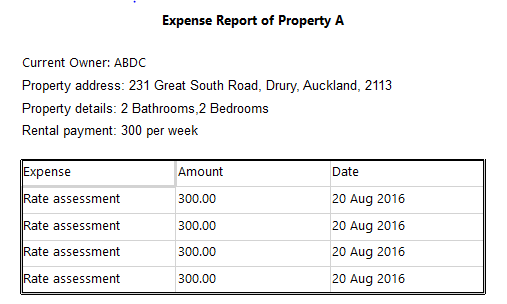 Expense Report of Property A
Current Owner: ABDC
Property address: 231 Great South Road, Drury, Auckland, 2113
Property details: 2 Bathrooms,2 Bedrooms
Rental payment: 300 per week
Expense Amount Date
Rate assessment 300.00 20 Aug 2016
Rate assessment 300.00 20 Aug 2016
Rate assessment 300.00 20 Aug 2016
Rate assessment 300.00 20 Aug 2016